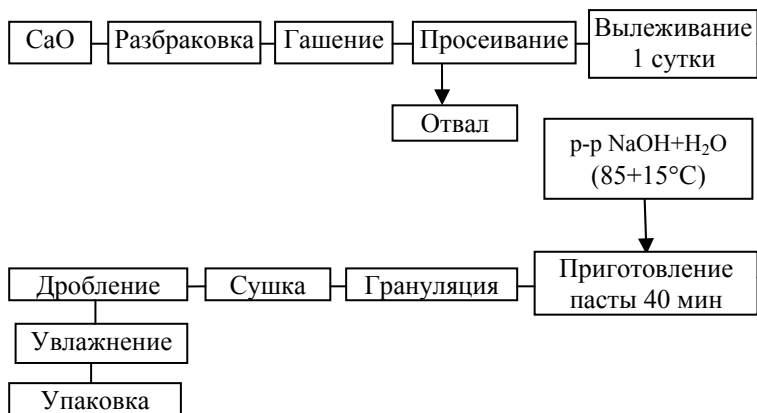 CaO
Разбраковка
Гашение
Просеивание
Вылеживание
1 сутки
Отвал
р-р NaOH+H₂O
(85+15°C)
Дробление
Сушка
Грануляция
Приготовление
пасты 40 мин
Увлажнение
Упаковка